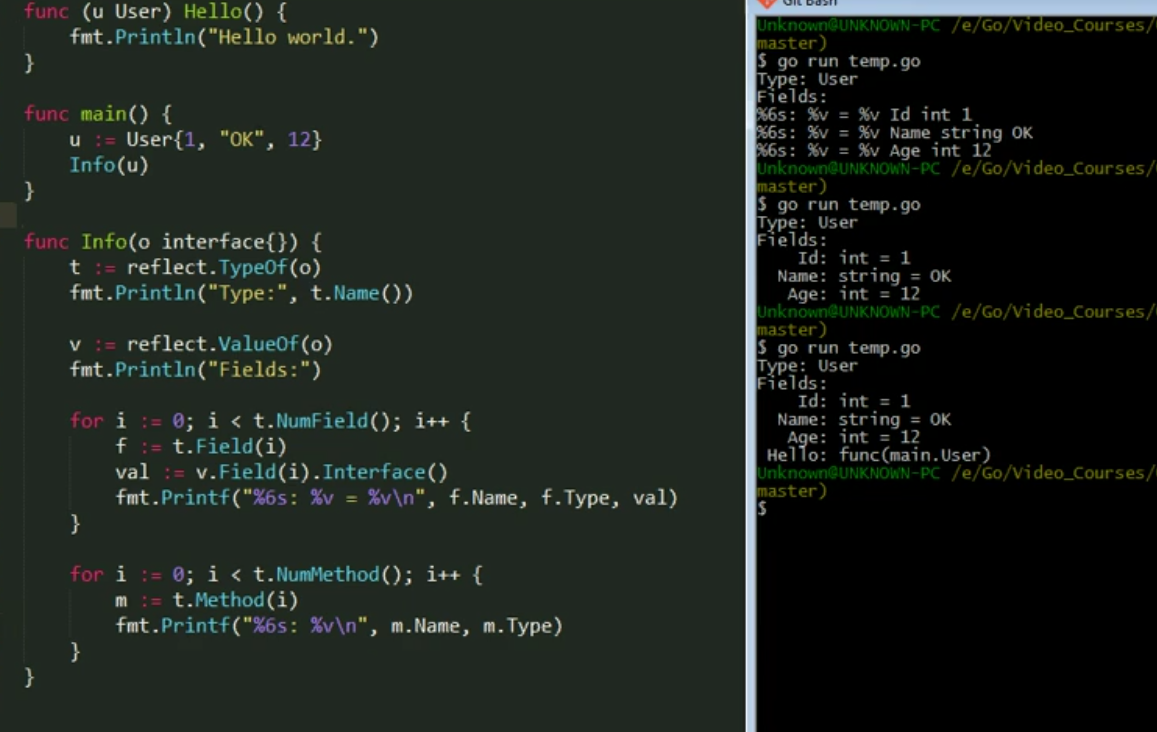 func (u User) Hello() {
    fmt.Println("Hello world.")
}
func main() {
    u := User{1, "OK", 12}
    Info(u)
}
func Info(o interface{}) {
    t := reflect.TypeOf(o)
    fmt.Println("Type:", t.Name())
    v := reflect.ValueOf(o)
    fmt.Println("Fields:")
    for i := 0; i < t.NumField(); i++ {
        f := t.Field(i)
        val := v.Field(i).Interface()
        fmt.Printf("%6s: %v = %v\n", f.Name, f.Type, val)
    }
    for i := 0; i < t.NumMethod(); i++ {
        m := t.Method(i)
        fmt.Printf("%6s: %v\n", m.Name, m.Type)
    }
}
Git Bash
Unknown@UNKNOWN-PC /e/Go/Video_Courses/
master)
$ go run temp.go
Type: User
Fields:
%6s: %v = %v Id int 1
%6s: %v = %v Name string OK
%6s: %v = %v Age int 12
Unknown@UNKNOWN-PC /e/Go/Video_Courses/
master)
$ go run temp.go
Type: User
Fields:
    Id: int = 1
  Name: string = OK
   Age: int = 12
Unknown@UNKNOWN-PC /e/Go/Video_Courses/
master)
$ go run temp.go
Type: User
Fields:
    Id: int = 1
  Name: string = OK
   Age: int = 12
 Hello: func(main.User)
Unknown@UNKNOWN-PC /e/Go/Video_Courses/
master)
$